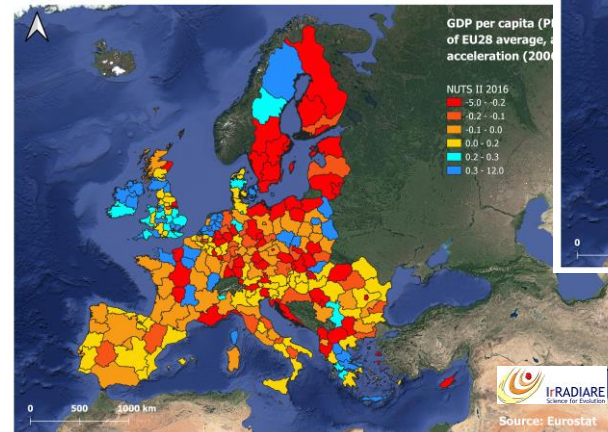 GDP per capita
of EU28 average,
acceleration
NUTS II 2016
-5.0 - -0.2
-0.2 - -0.1
-0.1 - 0.0
0.0 - 0.2
0.2 - 0.3
0.3 - 12.0
0
0 500 1000 km
IrRADIARE
Science for Evolution
Source: Eurostat